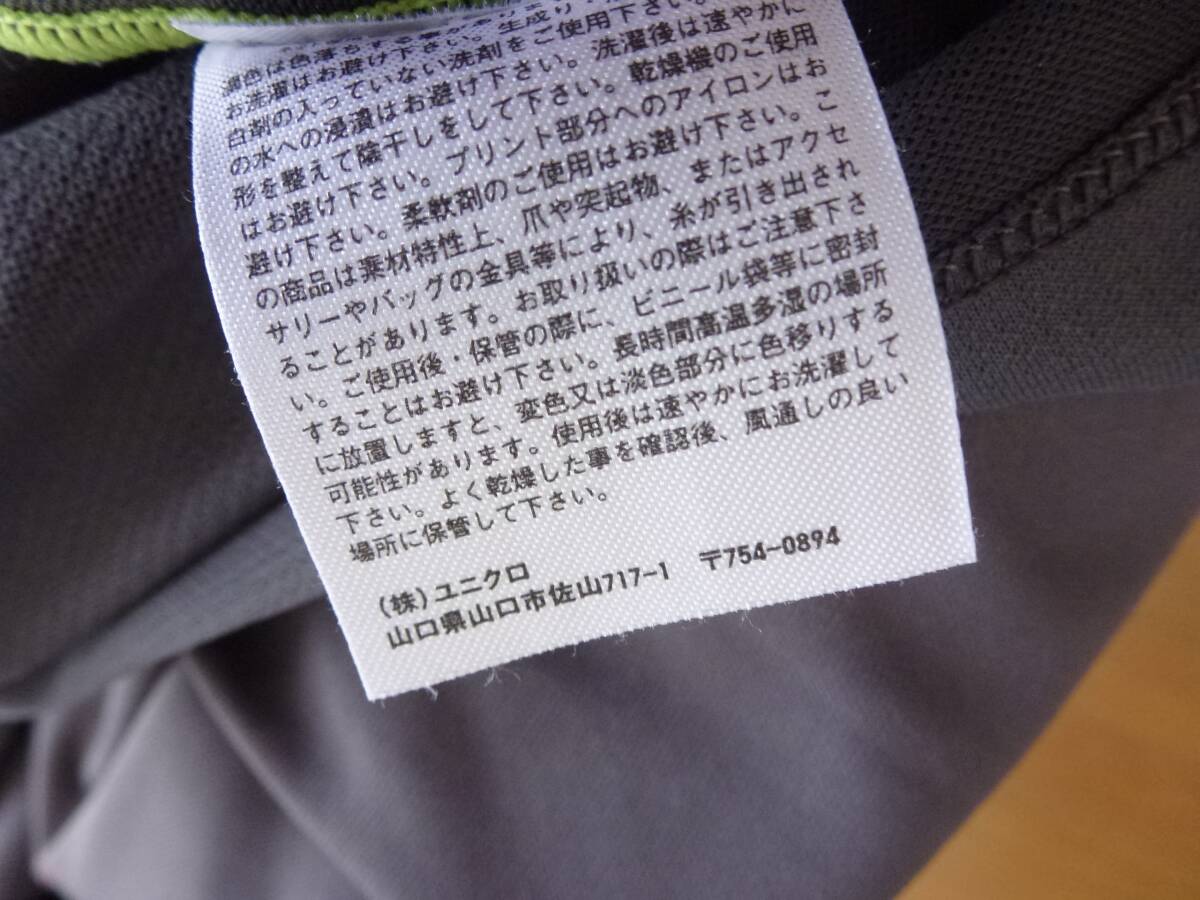 濃色は色落ちす
け下さい。生成り
お洗濯はお避け下さい。
白剤の入っていない洗剤をご使用下さい。
の水への浸漬はお避け下さい。洗濯後は速やかに
形を整えて陰干しをして下さい。乾燥機のご使用
はお避け下さい。プリント部分へのアイロンはお
避け下さい。柔軟剤のご使用はお避け下さい。こ
の商品は素材特性上、爪や突起物、またはアクセ
サリーやバッグの金具等により、糸が引き出され
ることがあります。お取り扱いの際はご注意下さ
い。ご使用後・保管の際に、ビニール袋等に密封
することはお避け下さい。長時間高温多湿の場所
に放置しますと、変色又は淡色部分に色移りする
可能性があります。使用後は速やかにお洗濯して
下さい。よく乾燥した事を確認後、風通しの良い
場所に保管して下さい。
(株)ユニクロ
山口県山口市佐山717-1 〒754-0894